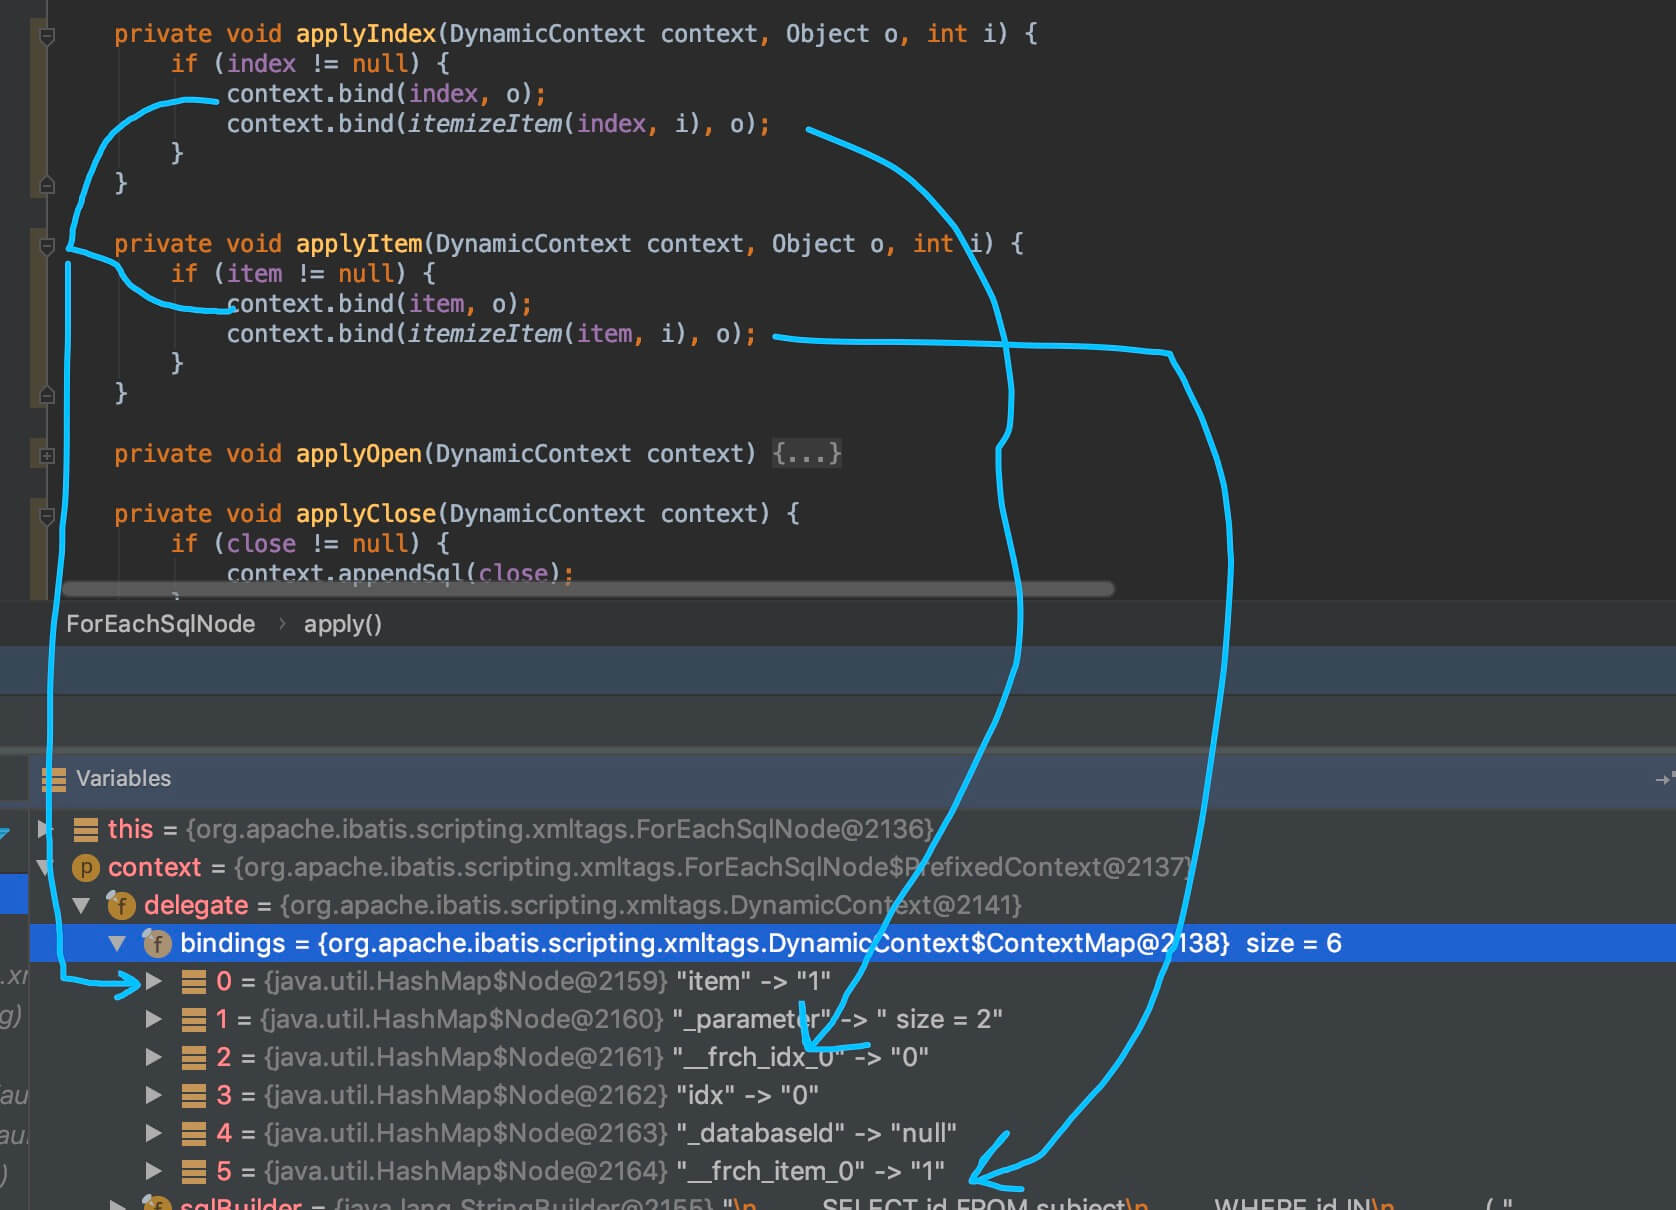 private void applyIndex(DynamicContext context, Object o, int i) {
if (index != null) {
context.bind(index, o);
context.bind(itemizeItem(index, i), o);
}
}
private void applyItem(DynamicContext context, Object o, int i) {
if (item != null) {
context.bind(item, o);
context.bind(itemizeItem(item, i), o);
}
}
private void applyOpen(DynamicContext context) {...}
private void applyClose(DynamicContext context) {
if (close != null) {
context.appendSql(close);
ForEachSqlNode › apply()
Variables
this = {org.apache.ibatis.scripting.xmltags.ForEachSqlNode@2136}
context = {org.apache.ibatis.scripting.xmltags.ForEachSqlNode$PrefixedContext@2137}
delegate = {org.apache.ibatis.scripting.xmltags.DynamicContext@2141}
bindings = {org.apache.ibatis.scripting.xmltags.DynamicContext$ContextMap@2138} size = 6
0 = {java.util.HashMap$Node@2159} "item" -> "1"
1 = {java.util.HashMap$Node@2160} "_parameter" -> " size = 2"
2 = {java.util.HashMap$Node@2161} "__frch_idx_0" -> "0"
3 = {java.util.HashMap$Node@2162} "idx" -> "0"
4 = {java.util.HashMap$Node@2163} "_databaseId" -> "null"
5 = {java.util.HashMap$Node@2164} "__frch_item_0" -> "1"
sqlBuilder = {java.lang.StringBuilder@2155} "\n SELECT id FROM subject\n WHERE id IN\n ( "